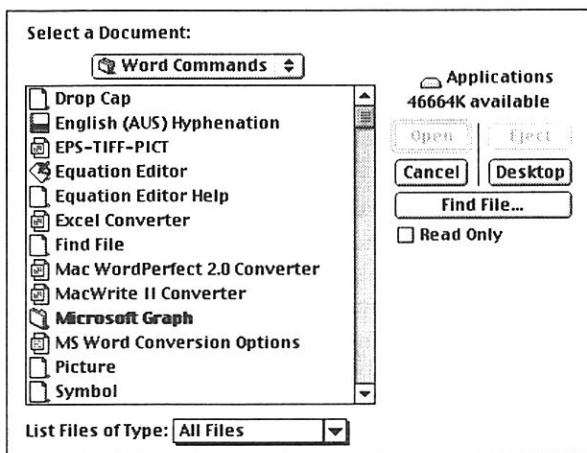 Select a Document:
Word Commands
Drop Cap
English (AUS) Hyphenation
EPS-TIFF-PICT
Equation Editor
Equation Editor Help
Excel Converter
Find File
Mac WordPerfect 2.0 Converter
MacWrite II Converter
Microsoft Graph
MS Word Conversion Options
Picture
Symbol
List Files of Type: All Files
Applications
46664K available
Open Eject
Cancel Desktop
Find File...
Read Only